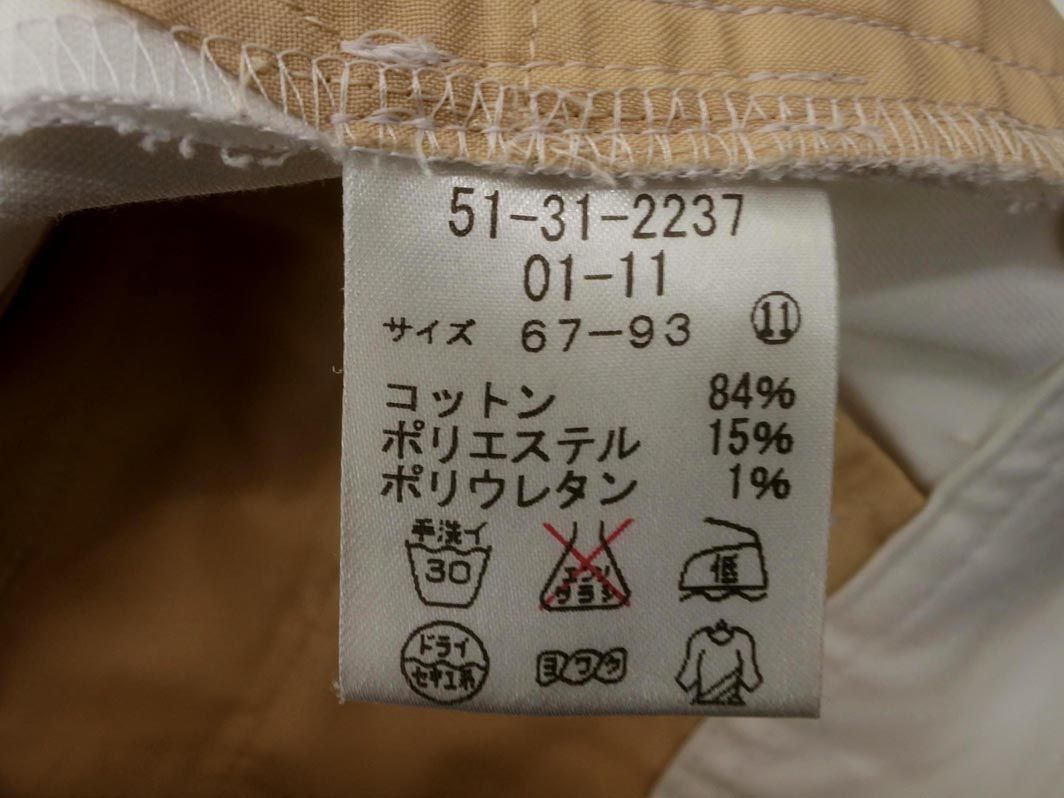 51-31-2237
01-11
サイズ 67-93 ⑪
コットン 84%
ポリエステル 15%
ポリウレタン 1%
手洗イ
30
エンソ
サラシ
低
ドライ
セキユ系
ヨワク